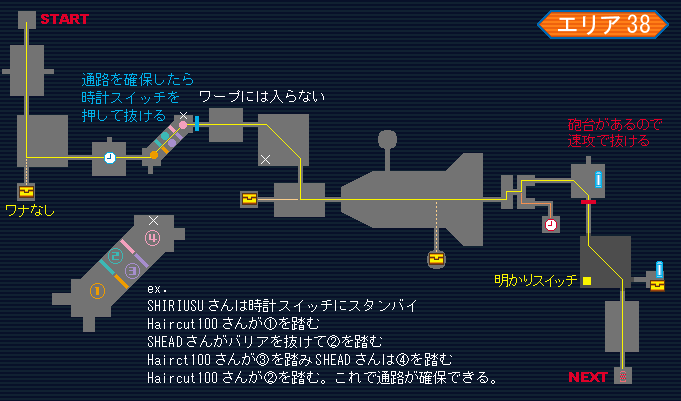 START
エリア 38
通路を確保したら
時計スイッチを
押して抜ける
ワープには入らない
砲台があるので
速攻で抜ける
ワナなし
④
②
③
①
明かりスイッチ
ex.
SHIRIUSUさんは時計スイッチにスタンバイ
Haircut100さんが①を踏む
SHEADさんがバリアを抜けて②を踏む
Hairct100さんが③を踏みSHEADさんは④を踏む
Haircut100さんが②を踏む。これで通路が確保できる。
NEXT